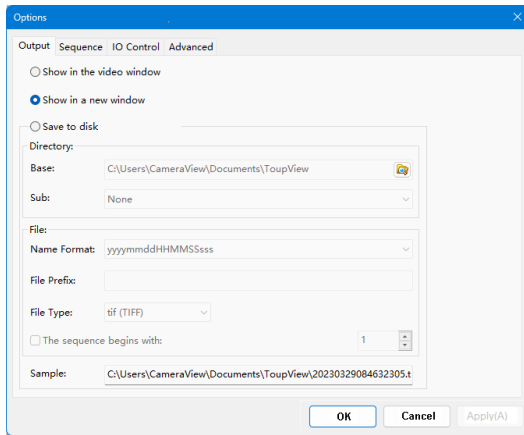 Options
Output Sequence IO Control Advanced
Show in the video window
Show in a new window
Save to disk
Directory:
Base: C:\Users\CameraView\Documents\ToupView
Sub: None
File:
Name Format: yyyymmddHHMMSSsss
File Prefix:
File Type: tif (TIFF)
The sequence begins with: 1
Sample: C:\Users\CameraView\Documents\ToupView\20230329084632305.t
OK Cancel Apply(A)